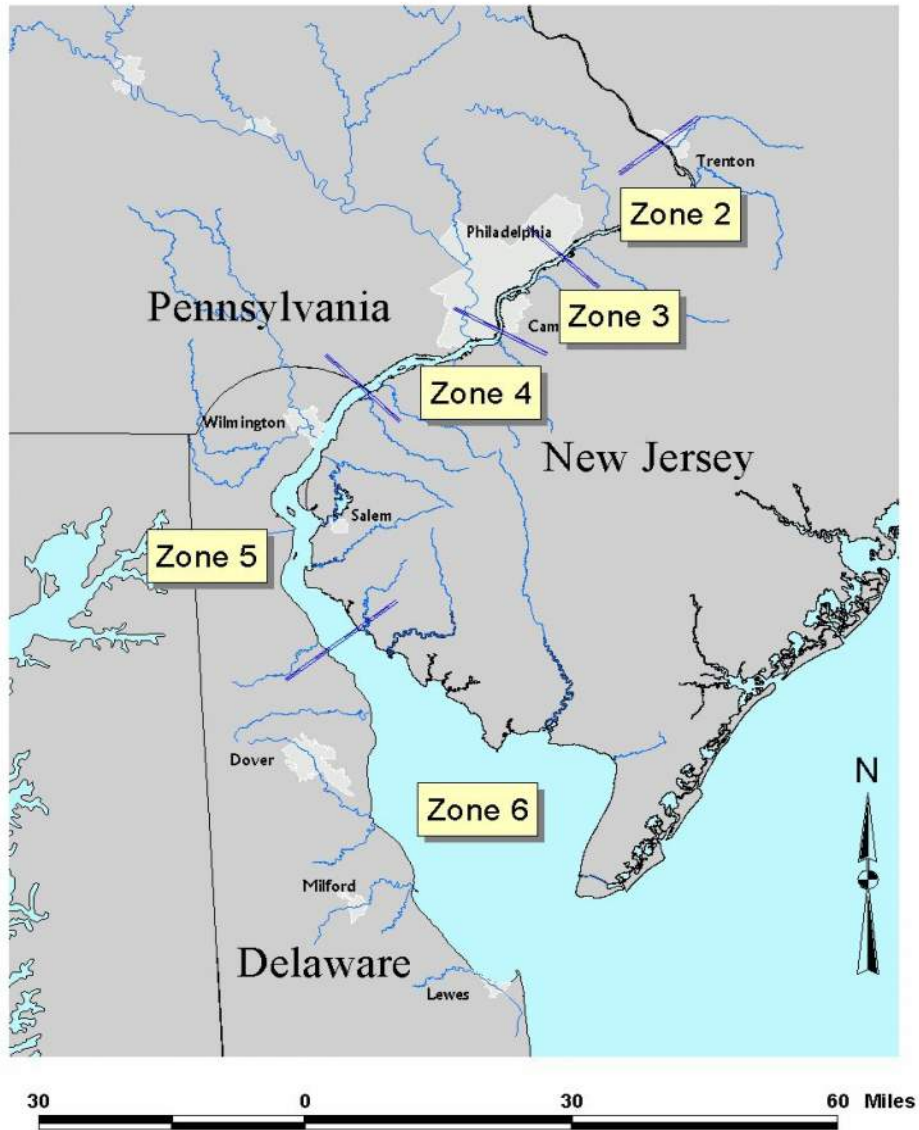 Trenton
Zone 2
Philadelphia
Pennsylvania
Cam
Zone 3
Zone 4
Wilmington
New Jersey
Salem
Zone 5
Dover
N
Zone 6
Milford
Delaware
Lewes
30 0 30 60 Miles